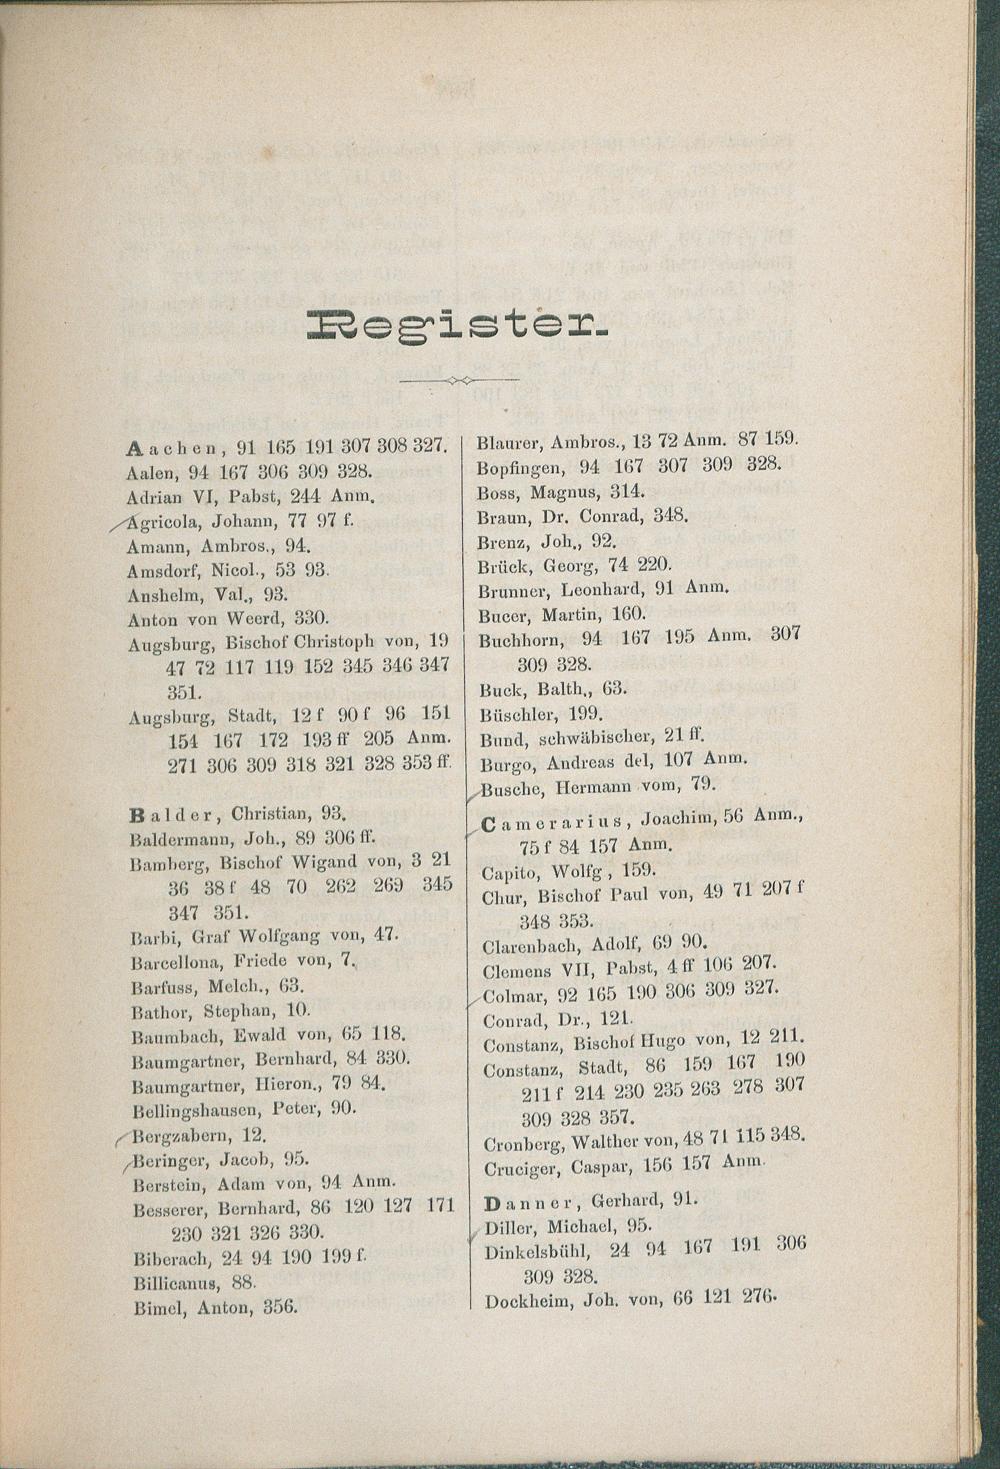 Register.
Aachen, 91 165 191 307 308 327.
Aalen, 94 167 306 309 328.
Adrian VI, Pabst, 244 Anm.
Agricola, Johann, 77 97 f.
Amann, Ambros., 94.
Amsdorf, Nicol., 53 93.
Anshelm, Val., 93.
Anton von Weerd, 330.
Augsburg, Bischof Christoph von, 19
47 72 117 119 152 345 346 347
351.
Augsburg, Stadt, 12 f 90 f 96 151
154 167 172 193 ff 205 Anm.
271 306 309 318 321 328 353 ff.
Balder, Christian, 93.
Baldermann, Joh., 89 306 ff.
Bamberg, Bischof Wigand von, 3 21
36 38 f 48 70 262 269 345
347 351.
Barbi, Graf Wolfgang von, 47.
Barcellona, Friede von, 7.
Barfuss, Melch., 63.
Bathor, Stephan, 10.
Baumbach, Ewald von, 65 118.
Baumgartner, Bernhard, 84 330.
Baumgartner, Hieron., 79 84.
Bellingshausen, Peter, 90.
Bergzabern, 12.
Beringer, Jacob, 95.
Berstein, Adam von, 94 Anm.
Besserer, Bernhard, 86 120 127 171
230 321 326 330.
Biberach, 24 94 190 199 f.
Billicanus, 88.
Bimel, Anton, 356.
Blaurer, Ambros., 13 72 Anm. 87 159.
Bopfingen, 94 167 307 309 328.
Boss, Magnus, 314.
Braun, Dr. Conrad, 348.
Brenz, Joh., 92.
Brück, Georg, 74 220.
Brunner, Leonhard, 91 Anm.
Bucer, Martin, 160.
Buchhorn, 94 167 195 Anm. 307
309 328.
Buck, Balth., 63.
Büschler, 199.
Bund, schwäbischer, 21 ff.
Burgo, Andreas del, 107 Anm.
Busche, Hermann vom, 79.
Camerarius, Joachim, 56 Anm.,
75 f 84 157 Anm.
Capito, Wolfg , 159.
Chur, Bischof Paul von, 49 71 207 f
348 353.
Clarenbach, Adolf, 69 90.
Clemens VII, Pabst, 4 ff 106 207.
Colmar, 92 165 190 306 309 327.
Conrad, Dr., 121.
Constanz, Bischof Hugo von, 12 211.
Constanz, Stadt, 86 159 167 190
211 f 214 230 235 263 278 307
309 328 357.
Cronberg, Walther von, 48 71 115 348.
Cruciger, Caspar, 156 157 Anm.
Danner, Gerhard, 91.
Diller, Michael, 95.
Dinkelsbühl, 24 94 167 191 306
309 328.
Dockheim, Joh. von, 66 121 276.